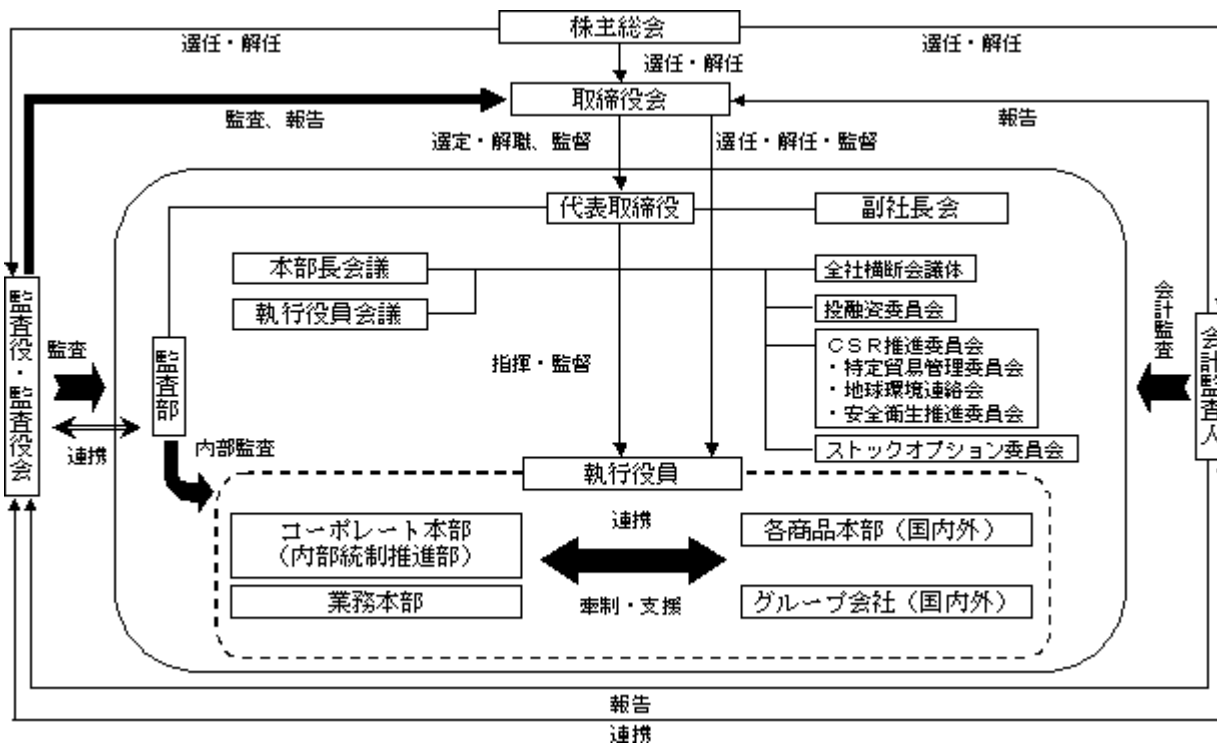 株主総会
選任・解任
選任・解任
選任・解任
取締役会
監査、報告
報告
選定・解職、監督
選任・解任・監督
代表取締役
副社長会
本部長会議
全社横断会議体
執行役員会議
投融資委員会
CSR推進委員会
・特定貿易管理委員会
・地球環境連絡会
・安全衛生推進委員会
ストックオプション委員会
指揮・監督
監査役・監査役会
監査
連携
監査部
内部監査
会計監査
会計監査人
執行役員
コーポレート本部
(内部統制推進部)
連携
各商品本部(国内外)
業務本部
牽制・支援
グループ会社(国内外)
報告
連携